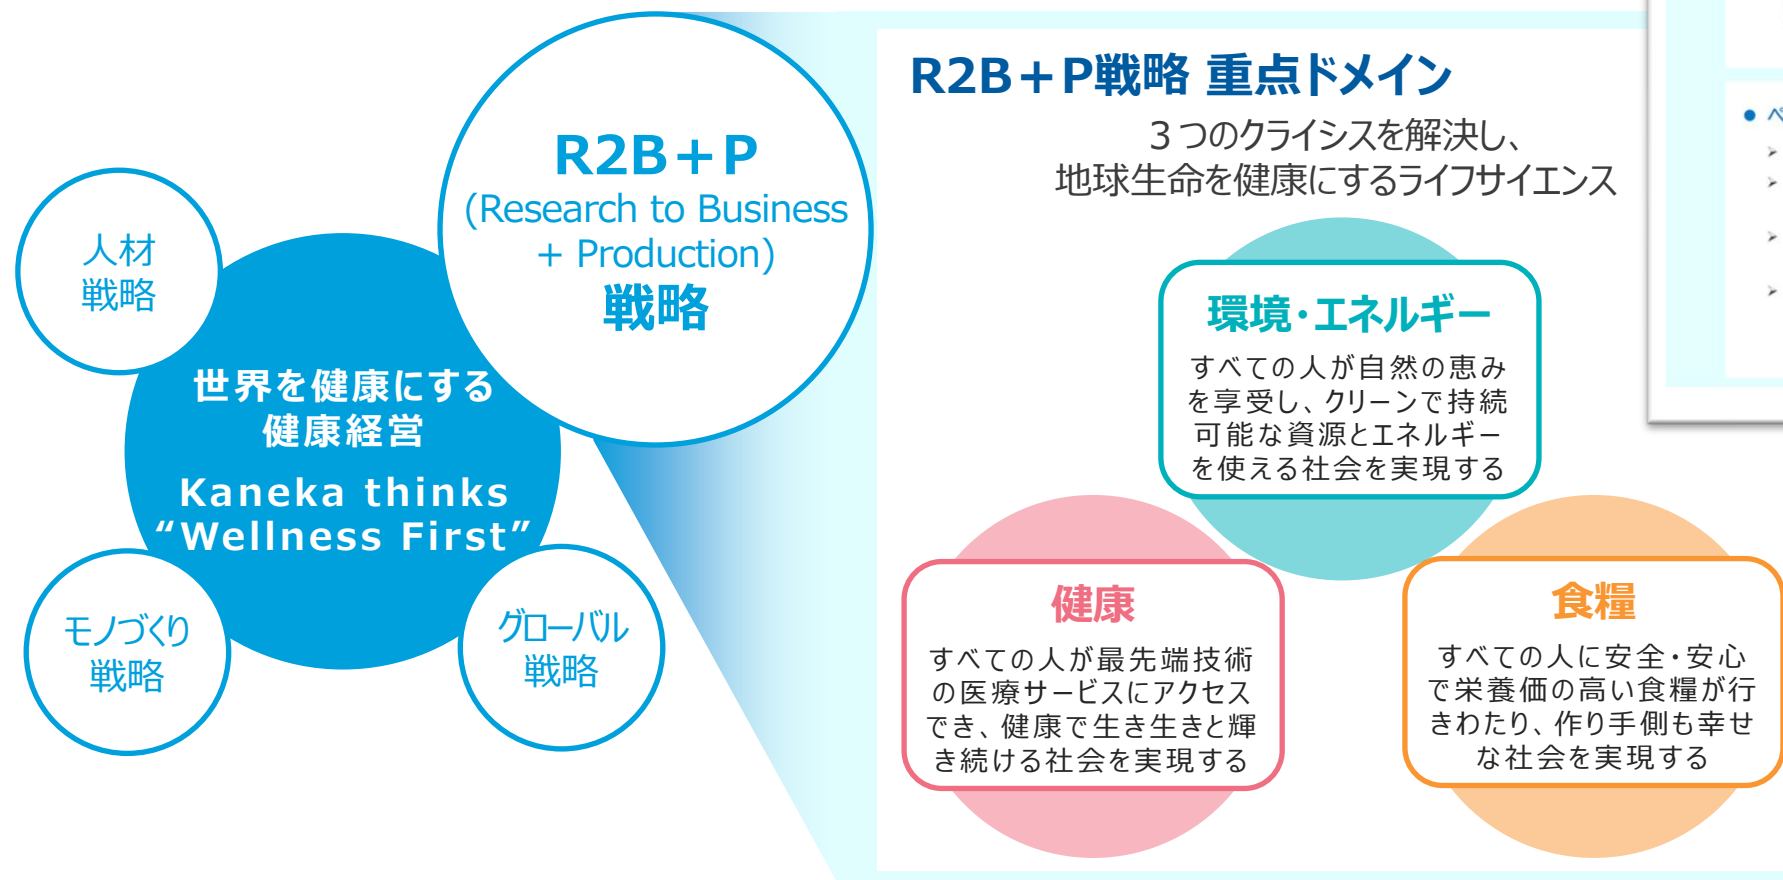 R2B+P
(Research to Business
+ Production)
戦略
人材
戦略
世界を健康にする
健康経営
Kaneka thinks
“Wellness First”
モノづくり
戦略
グローバル
戦略
R2B+P戦略 重点ドメイン
3つのクライシスを解決し、
地球生命を健康にするライフサイエンス
環境・エネルギー
すべての人が自然の恵み
を享受し、クリーンで持続
可能な資源とエネルギー
を使える社会を実現する
健康
すべての人が最先端技術
の医療サービスにアクセス
でき、健康で生き生きと輝
き続ける社会を実現する
食糧
すべての人に安全・安心
で栄養価の高い食糧が行
きわたり、作り手側も幸せ
な社会を実現する